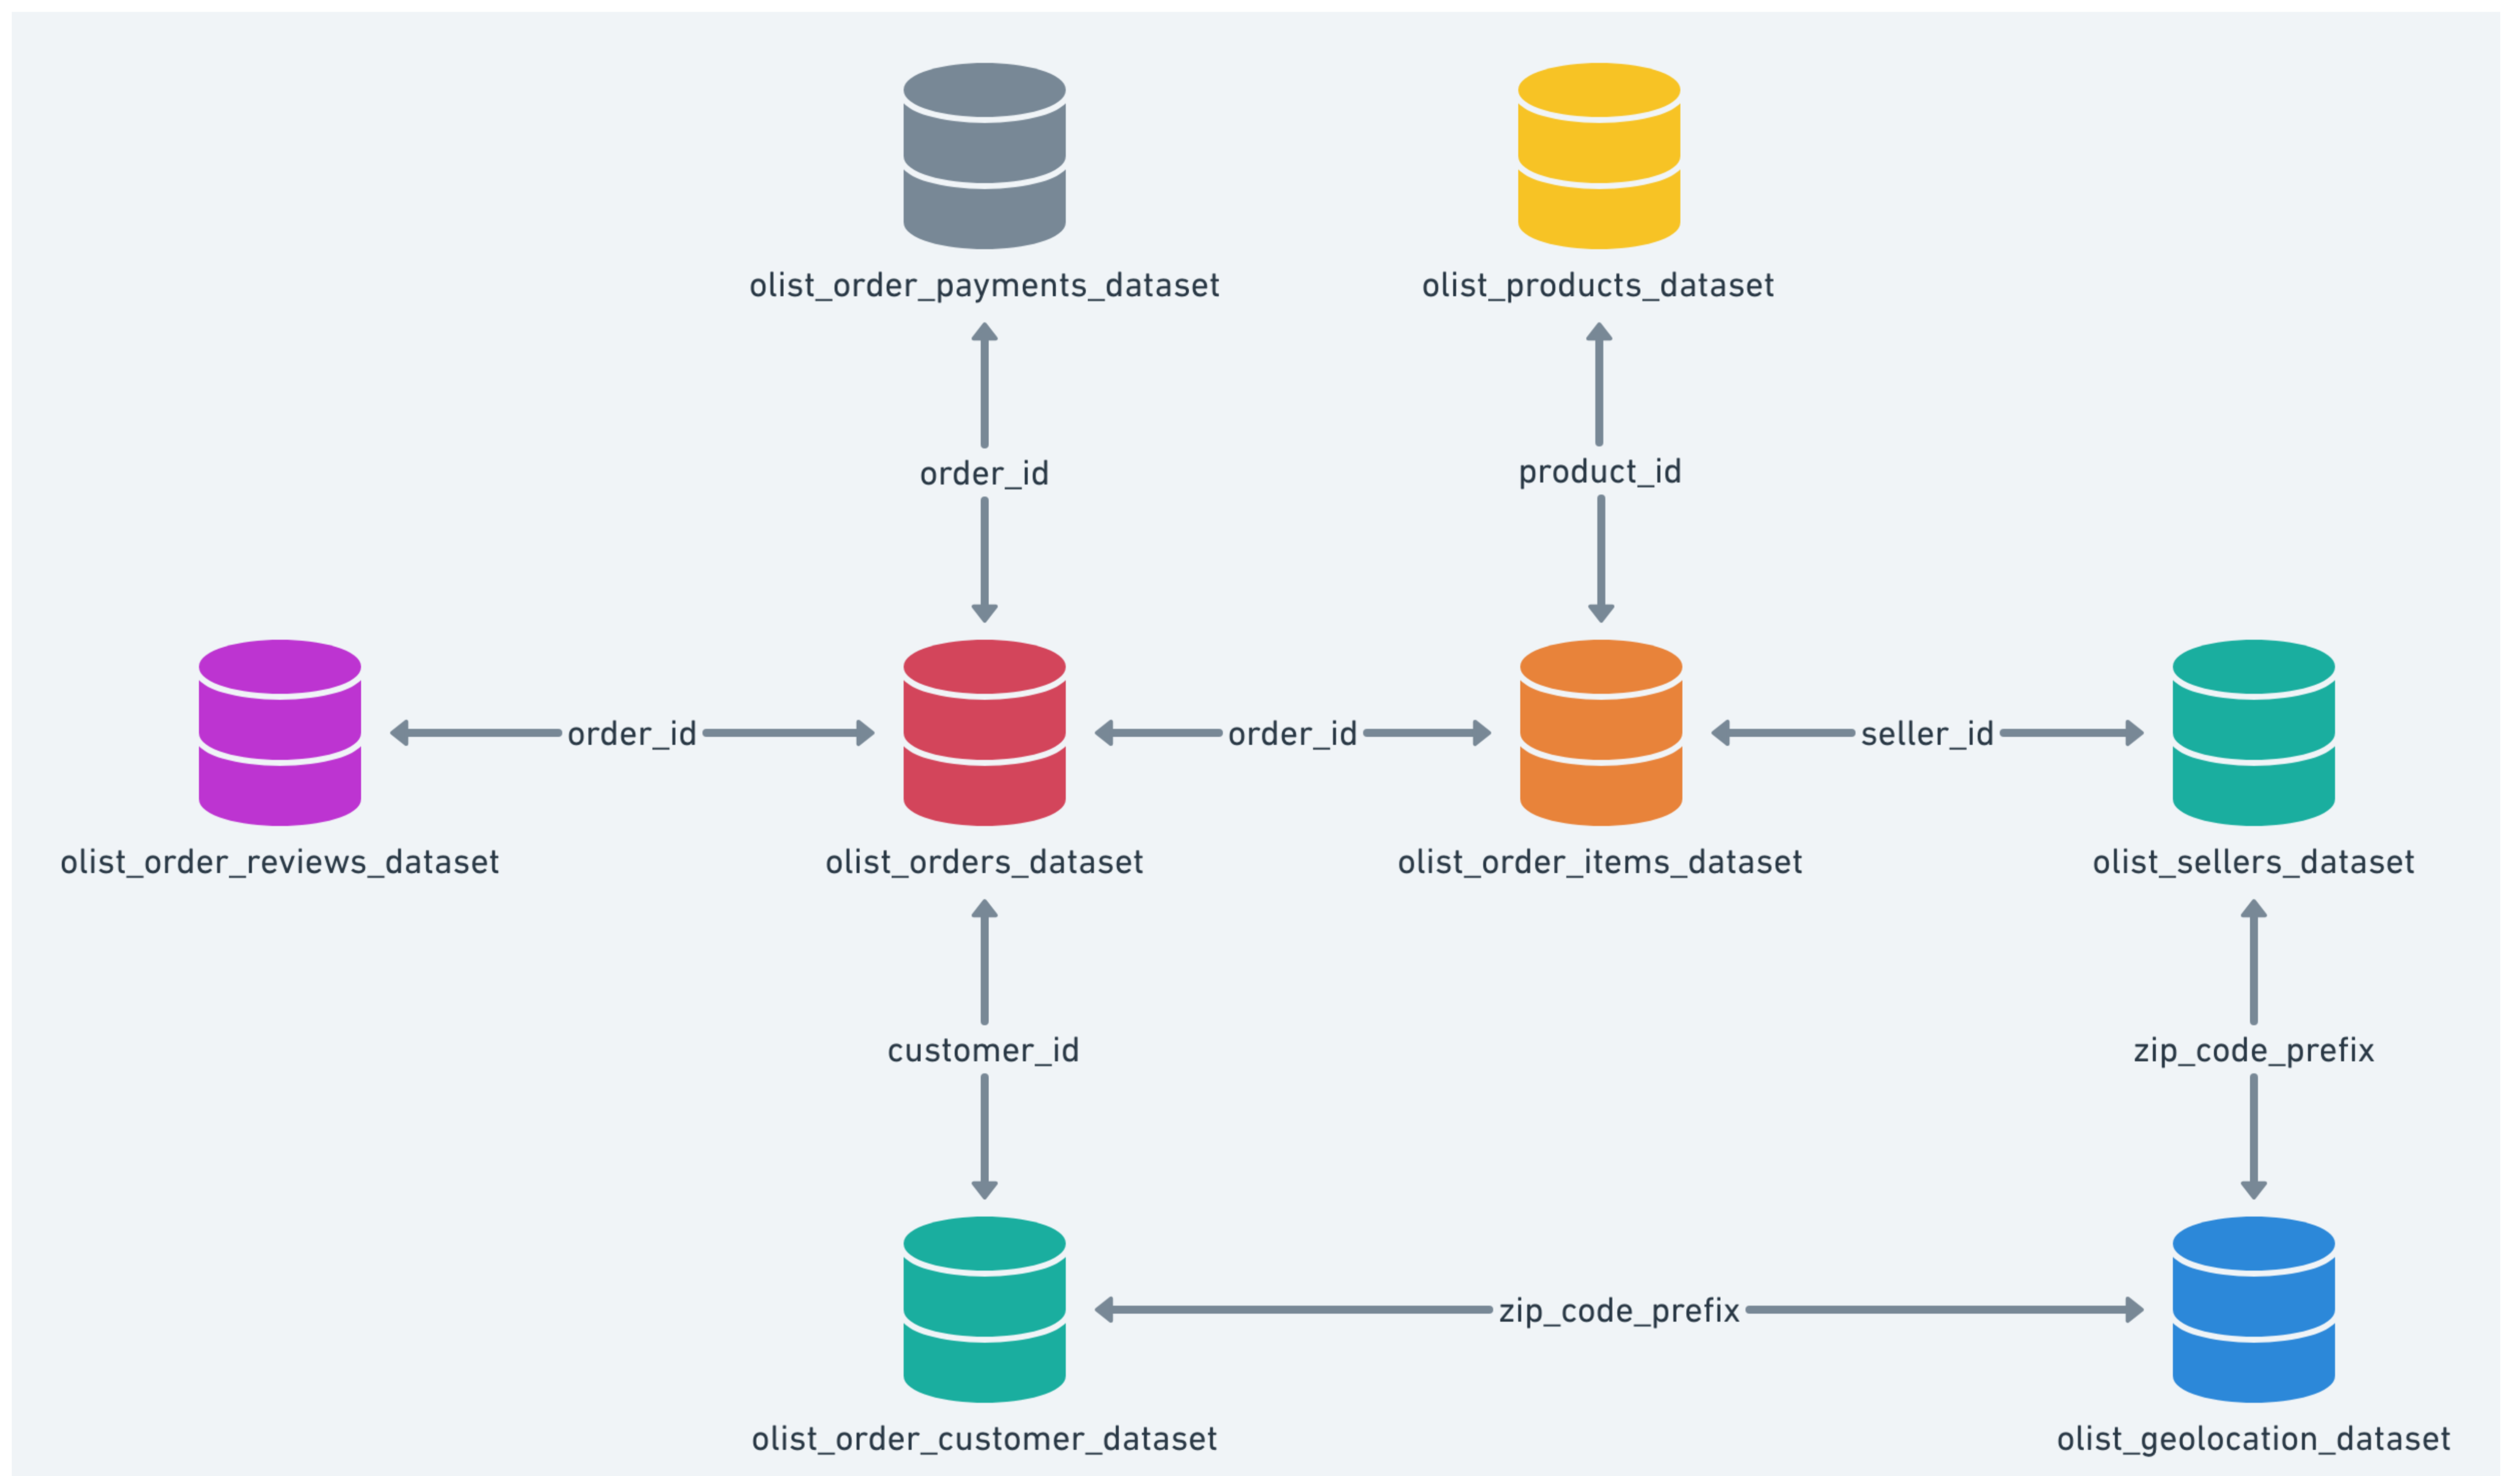 olist_order_payments_dataset
olist_products_dataset
order_id
product_id
order_id
order_id
seller_id
olist_order_reviews_dataset
olist_orders_dataset
olist_order_items_dataset
olist_sellers_dataset
customer_id
zip_code_prefix
zip_code_prefix
olist_order_customer_dataset
olist_geolocation_dataset